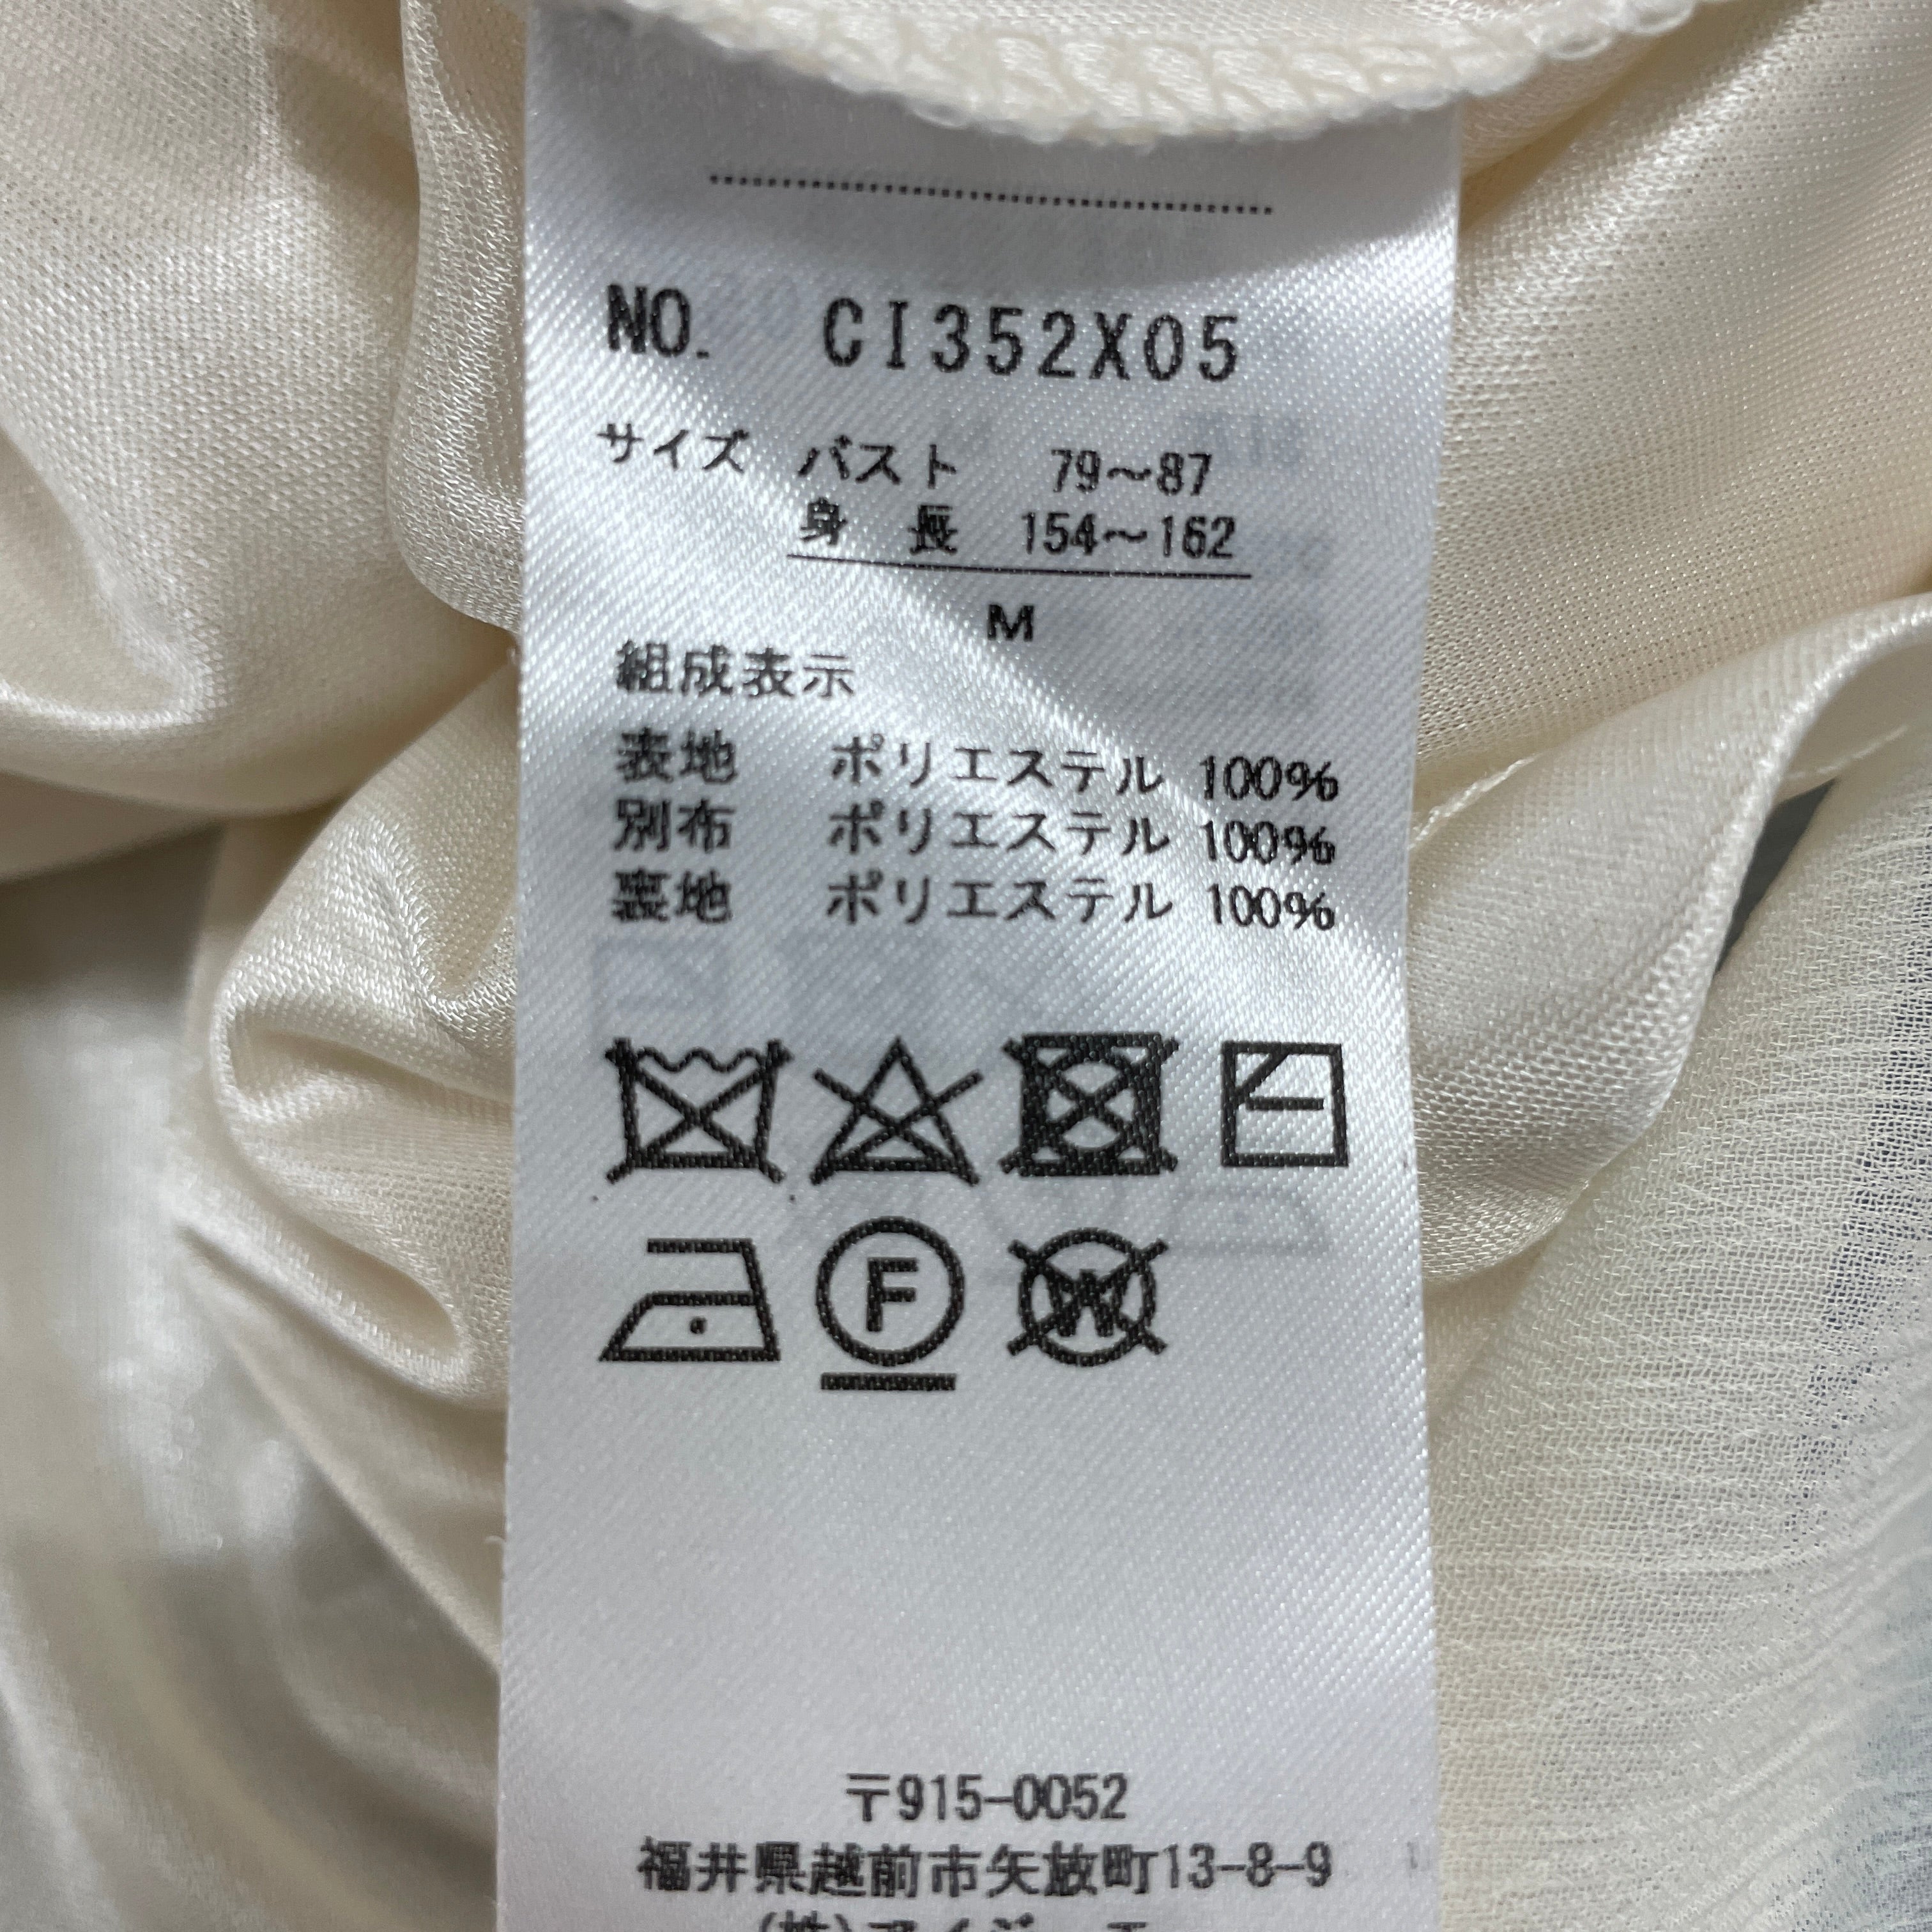 NO. CI352X05
サイズ バスト 79～87
身 長 154～162
M
組成表示
表地 ポリエステル 100%
別布 ポリエステル 100%
裏地 ポリエステル 100%
F
W
〒915-0052
福井県越前市矢放町13-8-9